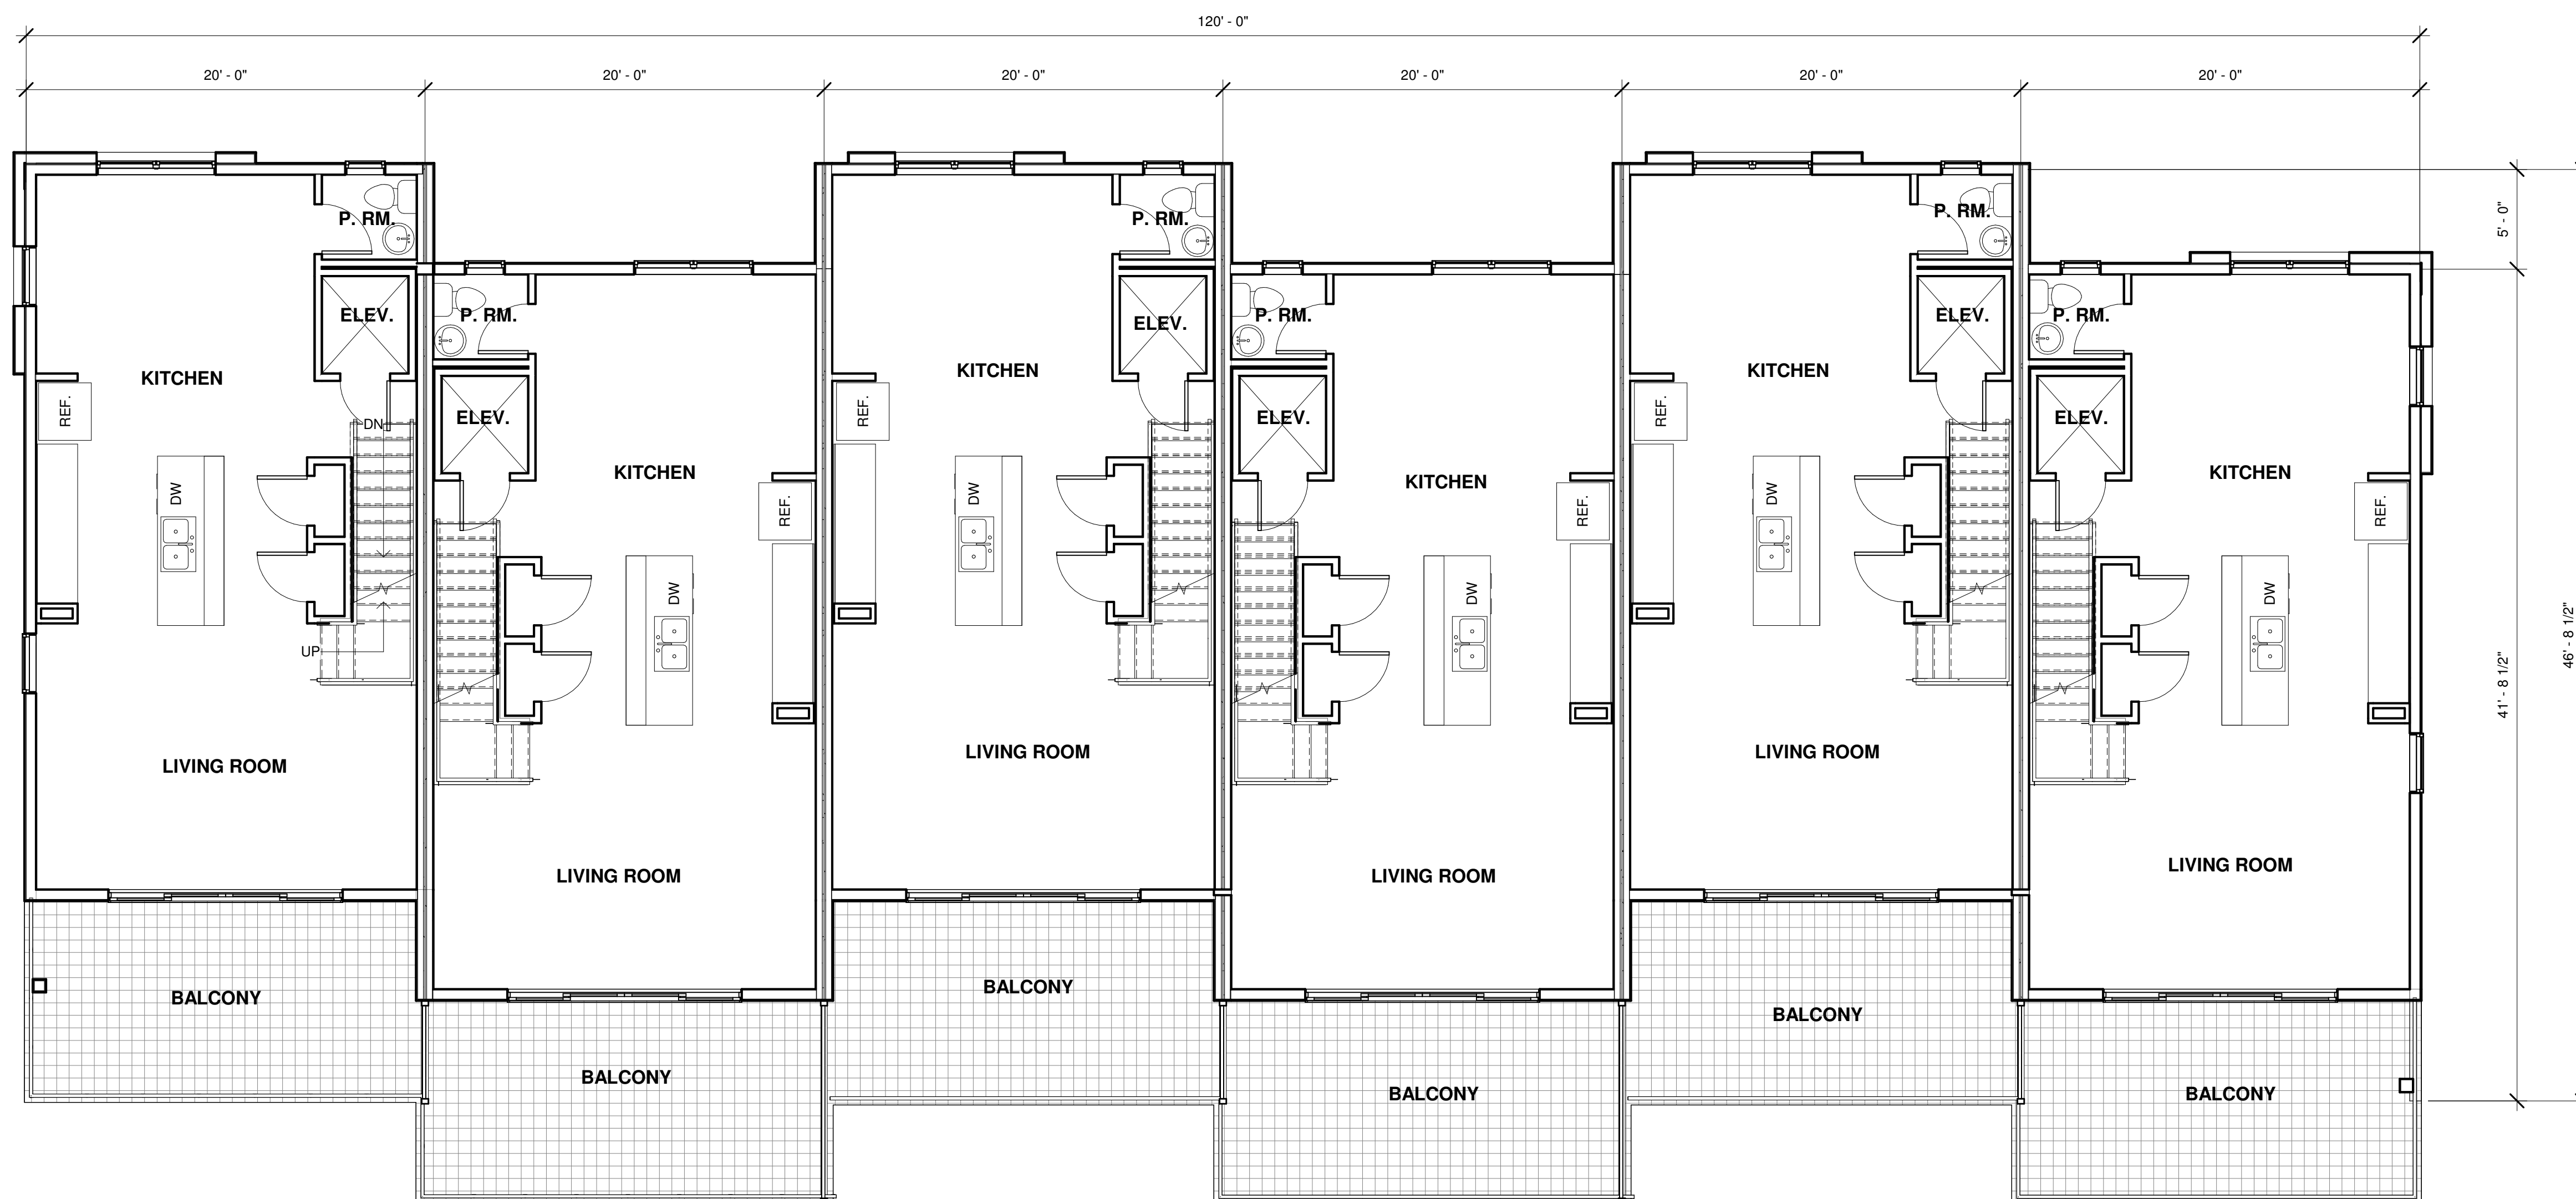 120' - 0"
20' - 0"
20' - 0"
20' - 0"
20' - 0"
20' - 0"
20' - 0"
5' - 0"
41' - 8 1/2"
46' - 8 1/2"
P. RM.
ELEV.
KITCHEN
REF.
DN
DW
UP
LIVING ROOM
BALCONY
P. RM.
ELEV.
KITCHEN
REF.
DW
LIVING ROOM
BALCONY
P. RM.
ELEV.
KITCHEN
REF.
DW
LIVING ROOM
BALCONY
P. RM.
ELEV.
KITCHEN
REF.
DW
LIVING ROOM
BALCONY
P. RM.
ELEV.
KITCHEN
REF.
DW
LIVING ROOM
BALCONY
P. RM.
ELEV.
KITCHEN
REF.
DW
LIVING ROOM
BALCONY